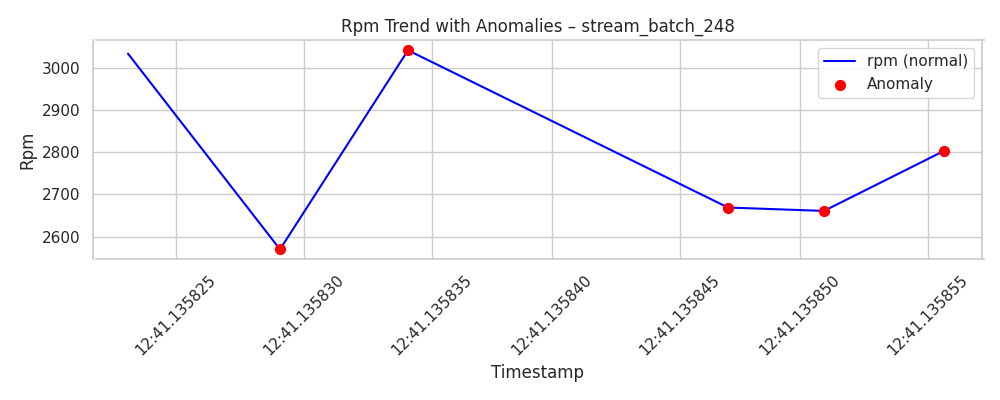 Rpm Trend with Anomalies – stream_batch_248
rpm (normal)
Anomaly
Rpm
3000
2900
2800
2700
2600
12:41.135825
12:41.135830
12:41.135835
12:41.135840
12:41.135845
12:41.135850
12:41.135855
Timestamp